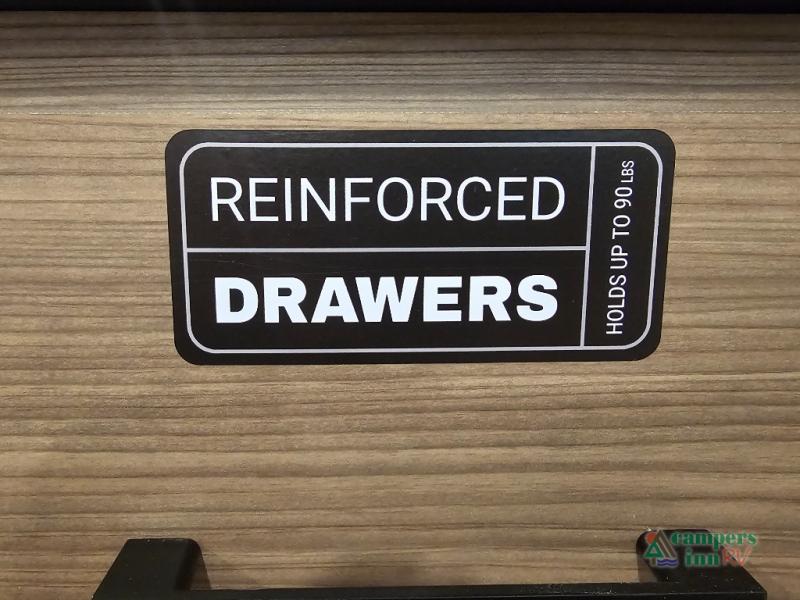 REINFORCED
DRAWERS
HOLDS UP TO 90 LBS
campers
inn RV